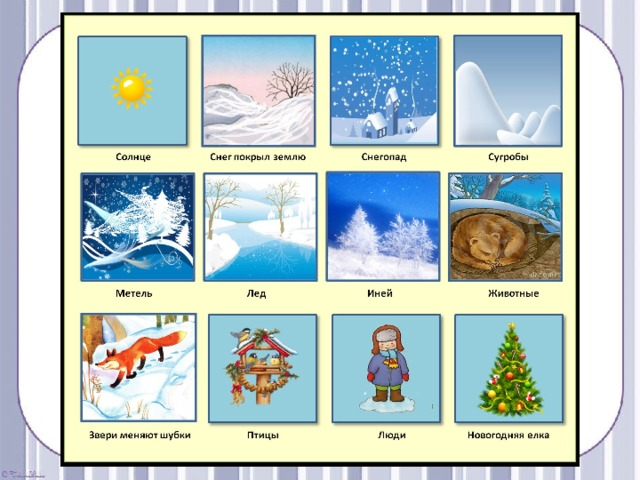 Солнце
Снег покрыл землю
Снегопад
Сугробы
Метель
Лед
Иней
Животные
Звери меняют шубки
Птицы
Люди
Новогодняя елка